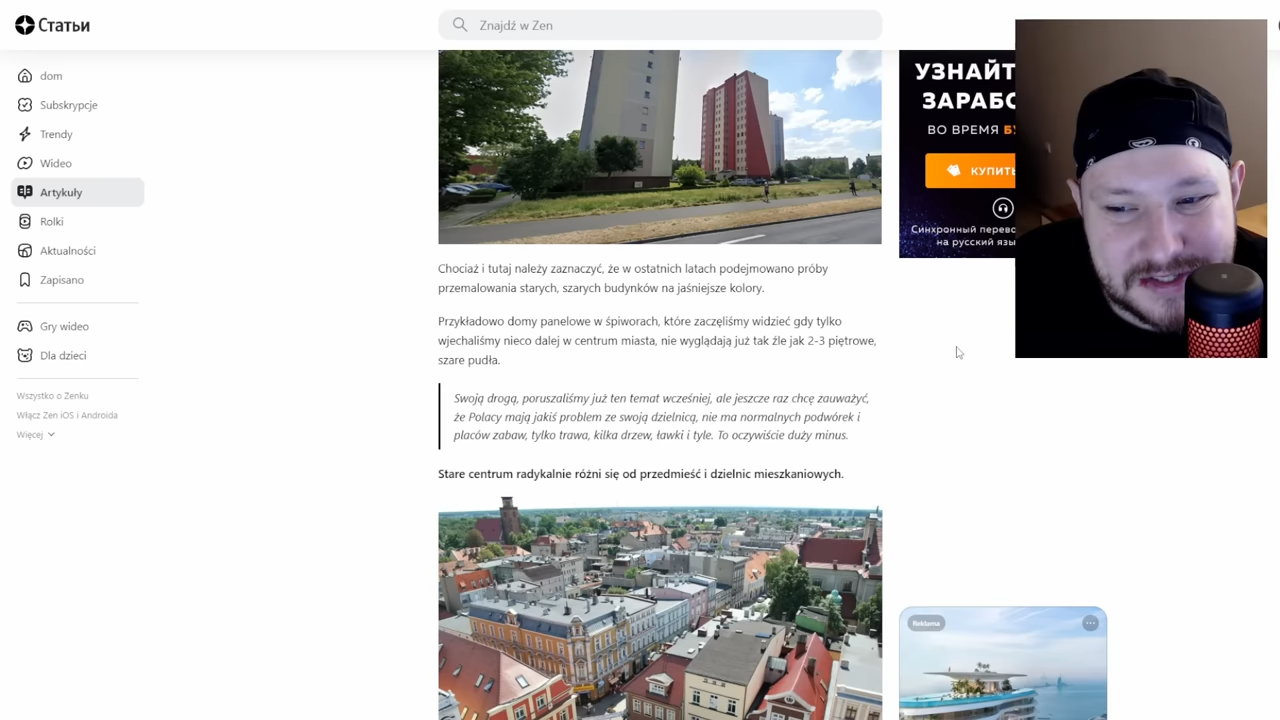 Статьи
Znajdź w Zen
dom
Subskrypcje
Trendy
Wideo
Artykuły
Rolki
Aktualności
Zapisano
Gry wideo
Dla dzieci
Wszystko o Zenku
Włącz Zen iOS i Androida
Więcej
Chociaż i tutaj należy zaznaczyć, że w ostatnich latach podejmowano próby
przemalowania starych, szarych budynków na jaśniejsze kolory.
Przykładowo domy panelowe w śpiworach, które zaczęliśmy widzieć gdy tylko
wjechaliśmy nieco dalej w centrum miasta, nie wyglądają już tak źle jak 2-3 piętrowe,
szare pudła.
Swoją drogą, poruszaliśmy już ten temat wcześniej, ale jeszcze raz chcę zauważyć,
że Polacy mają jakiś problem ze swoją dzielnicą, nie ma normalnych podwórek i
placów zabaw, tylko trawa, kilka drzew, ławki i tyle. To oczywiście duży minus.
Stare centrum radykalnie różni się od przedmieść i dzielnic mieszkaniowych.
УЗНАЙТ
ЗАРАБО
ВО ВРЕМЯ БУ
КУПИТЬ
Синхронный перево
на русский язы
Reklama